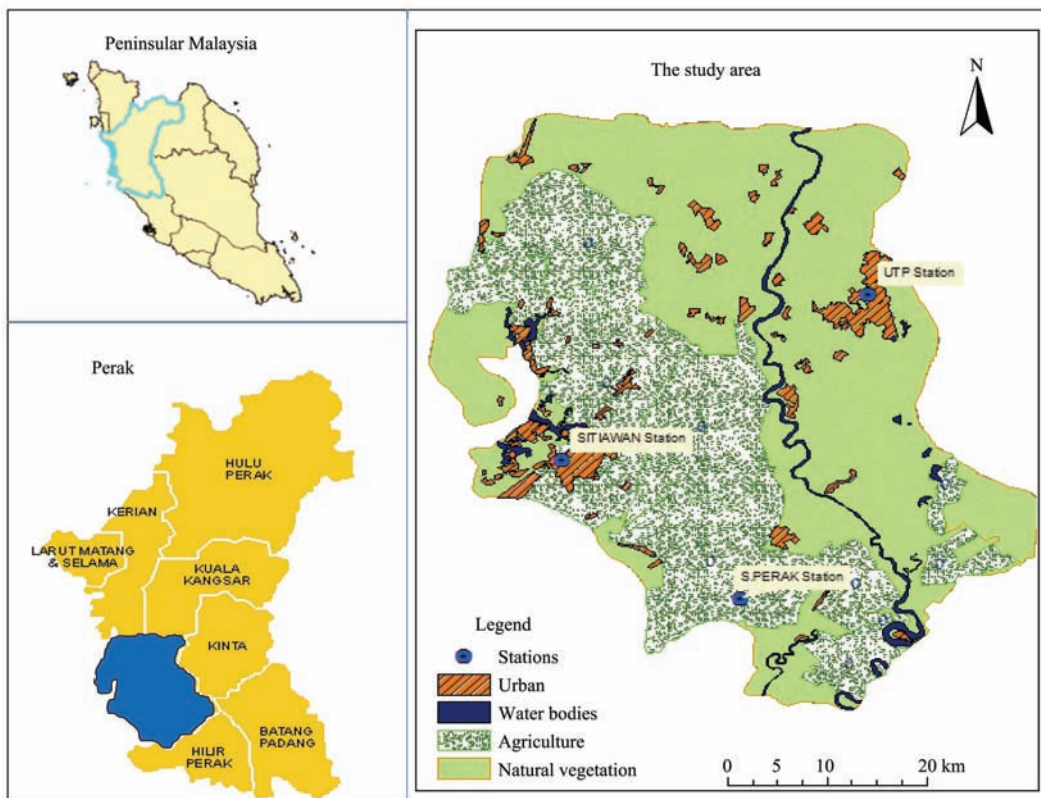 Peninsular Malaysia
Perak
HULU
PERAK
KERIAN
LARUT MATANG
& SELAMA
KUALA
KANGSAR
KINTA
BATANG
PADANG
HILIR
PERAK
The study area
N
UTP Station
SITIAWAN Station
S.PERAK Station
Legend
Stations
Urban
Water bodies
Agriculture
Natural vegetation
0 5 10 20 km